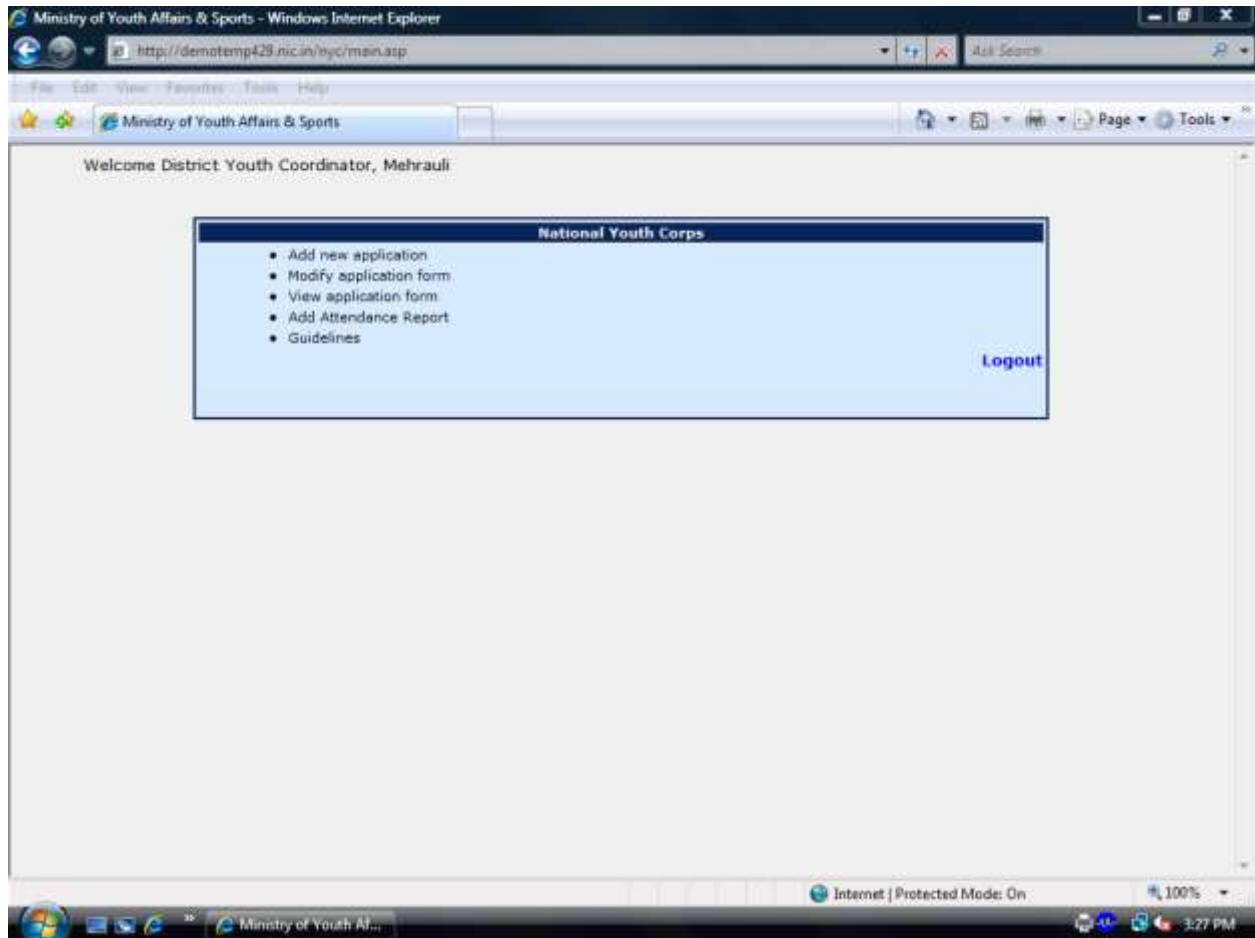 Ministry of Youth Affairs & Sports - Windows Internet Explorer
http://demotemp429.nic.in/nyc/main.asp
Ask Search
File Edit View Favorites Tools Help
Ministry of Youth Affairs & Sports
Page Tools
Welcome District Youth Coordinator, Mehrauli
National Youth Corps
Add new application
Modify application form
View application form
Add Attendance Report
Guidelines
Logout
Internet | Protected Mode: On
100%
Ministry of Youth Af...
3:27 PM